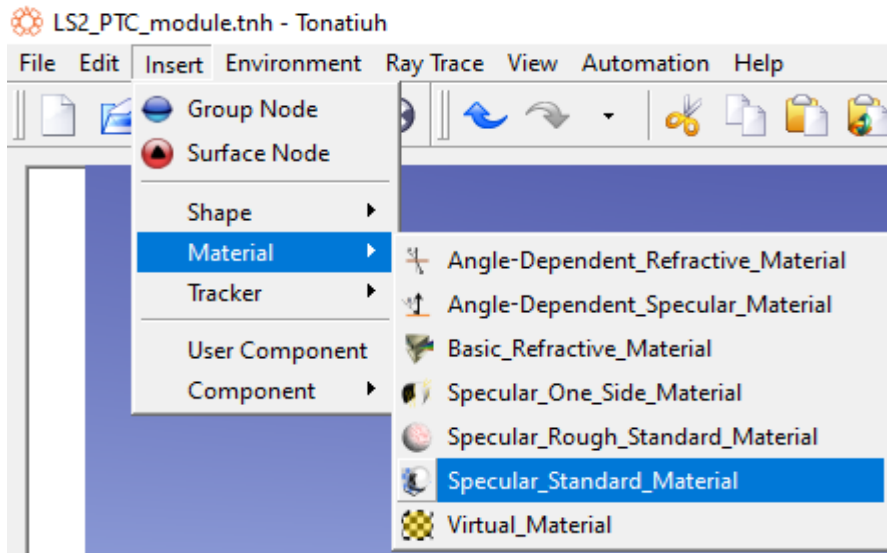 LS2_PTC_module.tnh - Tonatiuh
File Edit Insert Environment Ray Trace View Automation Help
Group Node
Surface Node
Shape
Material
Tracker
User Component
Component
Angle-Dependent_Refractive_Material
Angle-Dependent_Specular_Material
Basic_Refractive_Material
Specular_One_Side_Material
Specular_Rough_Standard_Material
Specular_Standard_Material
Virtual_Material